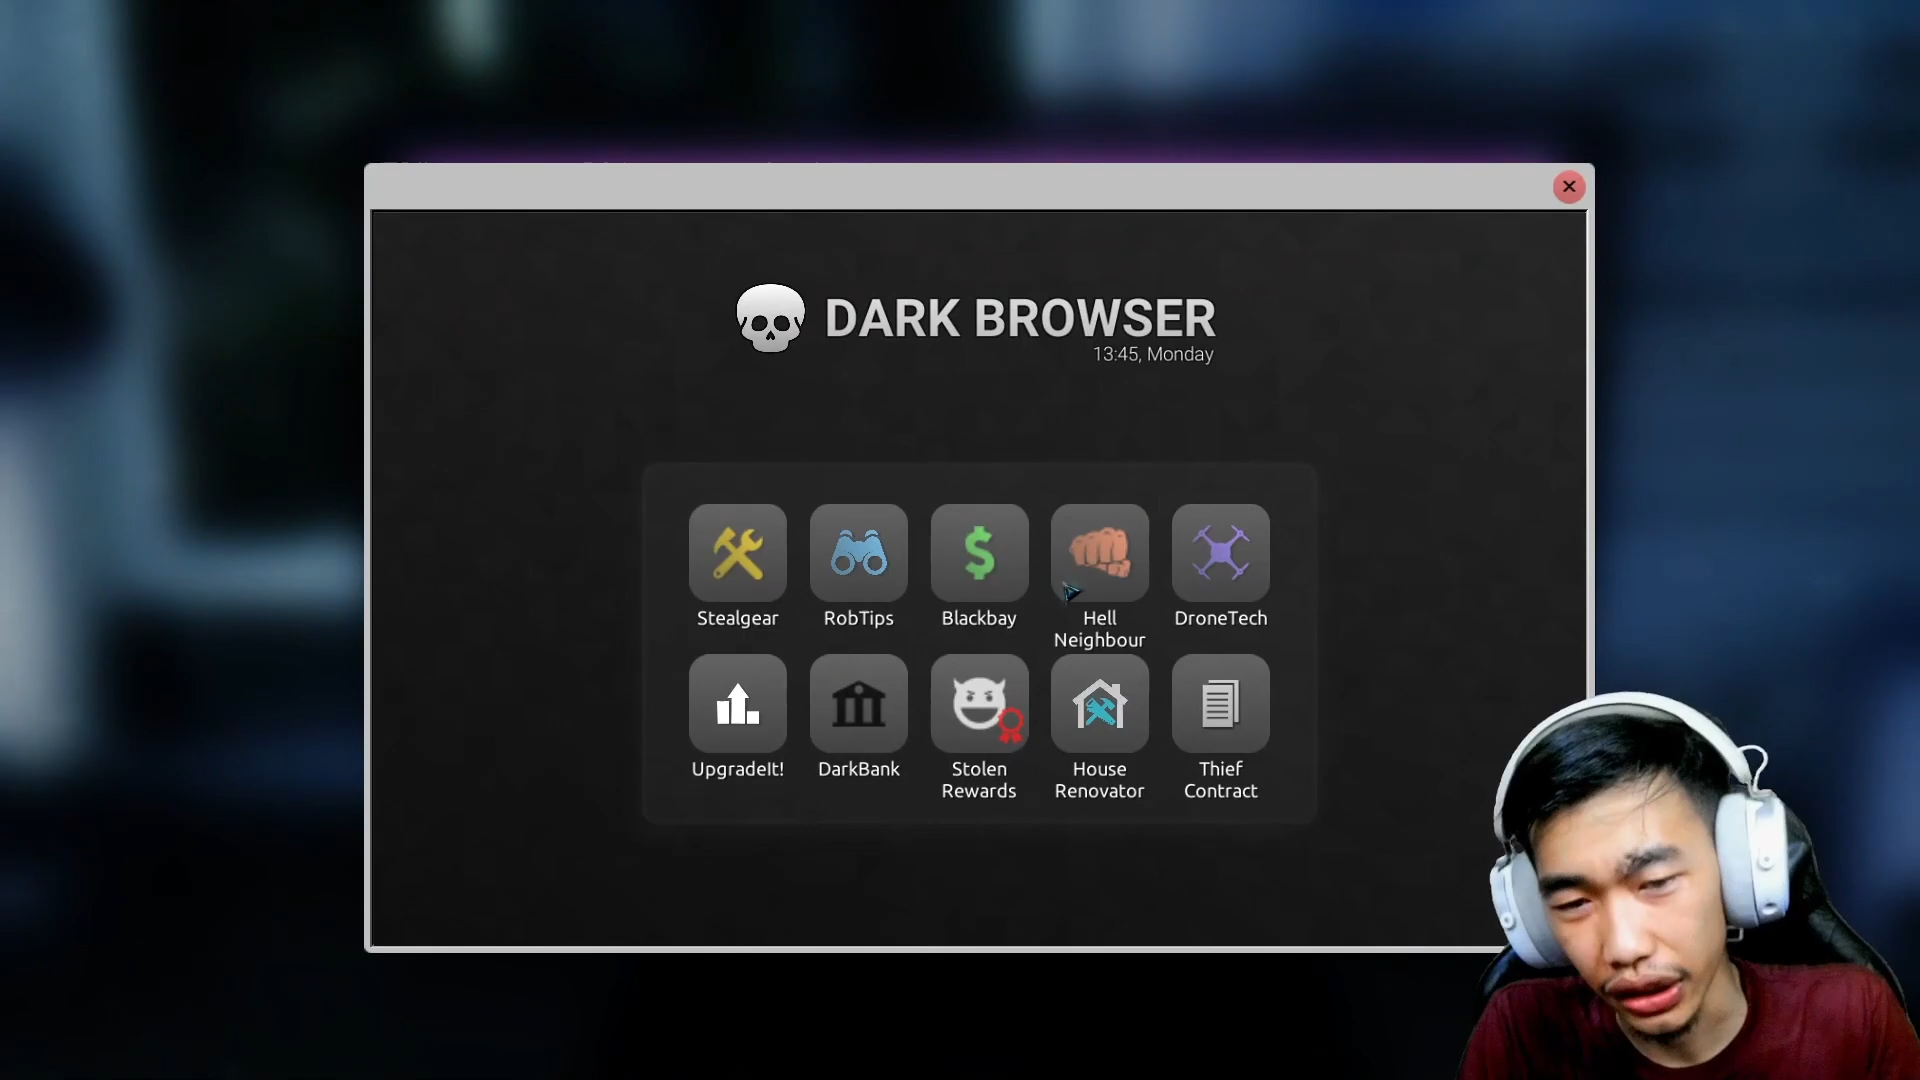 DARK BROWSER
13:45, Monday
Stealgear
RobTips
Blackbay
Hell
Neighbour
DroneTech
UpgradeIt!
DarkBank
Stolen
Rewards
House
Renovator
Thief
Contract